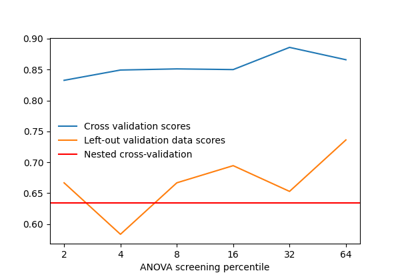 0.90
0.85
0.80
0.75
0.70
0.65
0.60
Cross validation scores
Left-out validation data scores
Nested cross-validation
2 4 8 16 32 64
ANOVA screening percentile